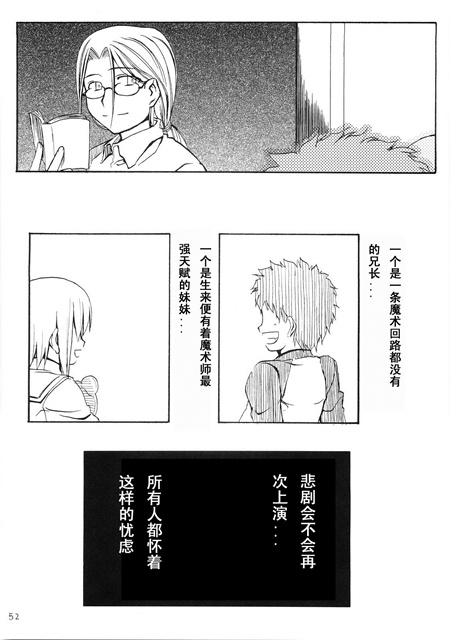 一个是一条魔术回路都没有
的兄长...
一个是生来便有着魔术师最
强天赋的妹妹...
悲剧会不会再
次上演...
所有人都怀着
这样的忧虑
52